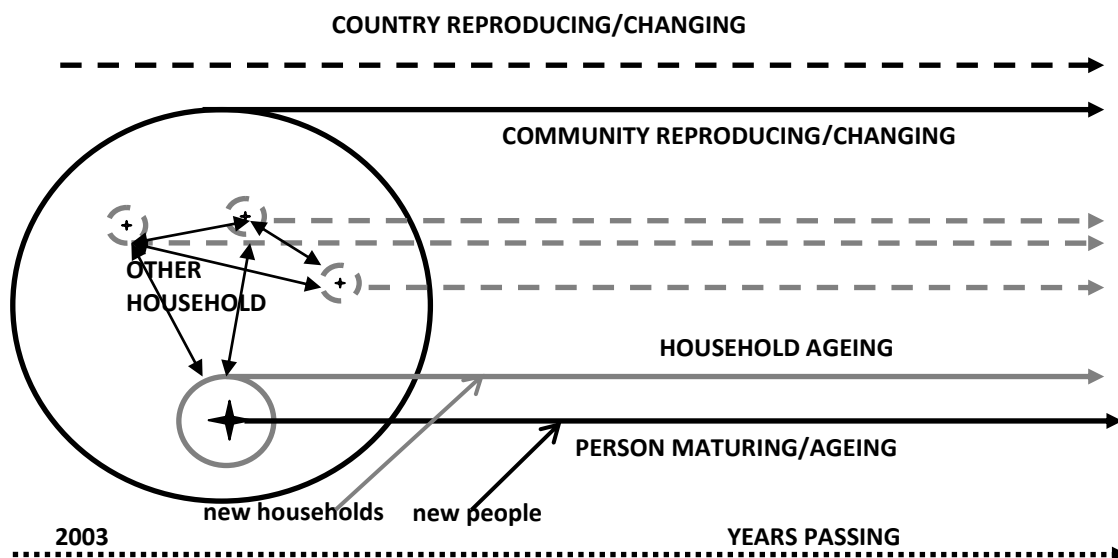 COUNTRY REPRODUCING/CHANGING
COMMUNITY REPRODUCING/CHANGING
OTHER
HOUSEHOLD
HOUSEHOLD AGEING
PERSON MATURING/AGEING
new households new people
2003 YEARS PASSING